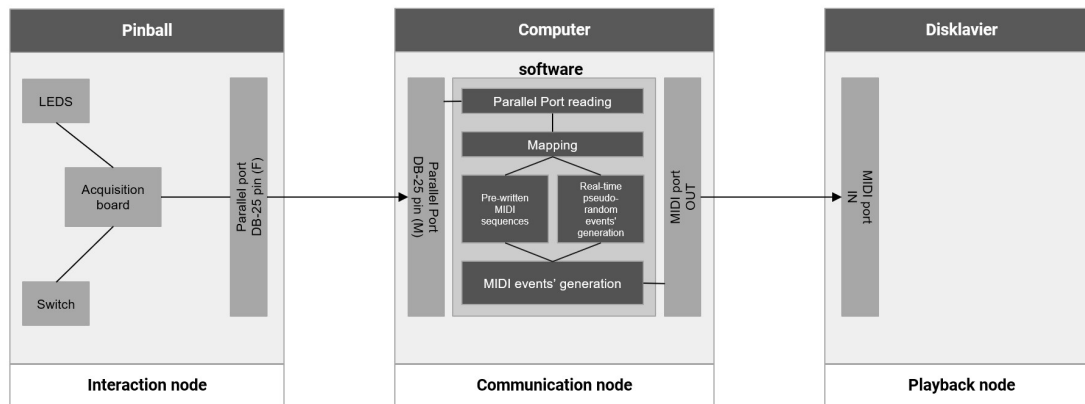 Pinball
LEDS
Acquisition
board
Switch
Parallel port
DB-25 pin (F)
Interaction node
Computer
software
Parallel Port
DB-25 pin (M)
Parallel Port reading
Mapping
Pre-written
MIDI
sequences
Real-time
pseudo-
random
events'
generation
MIDI events’ generation
MIDI port
OUT
Communication node
Disklavier
MIDI port
IN
Playback node